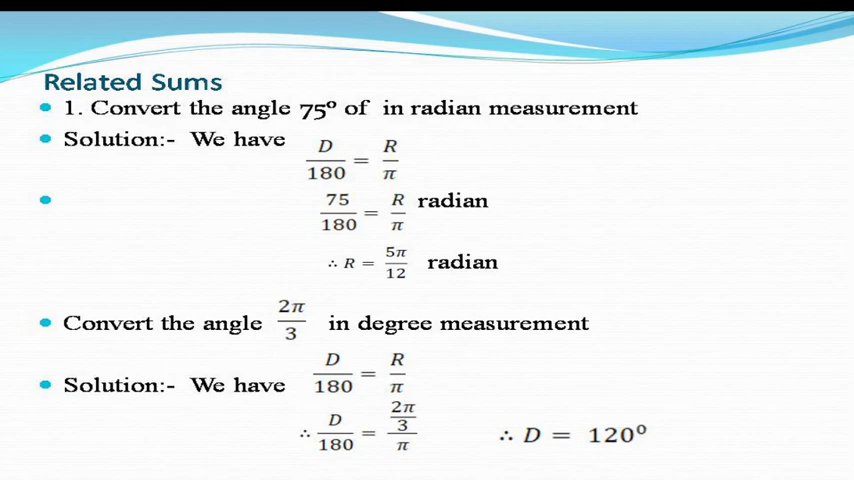 Related Sums
1. Convert the angle 75º of in radian measurement
Solution:- We have D/180 = R/π
75/180 = R/π radian
∴ R = 5π/12 radian
Convert the angle 2π/3 in degree measurement
Solution:- We have D/180 = R/π
∴ D/180 = (2π/3)/π ∴ D = 120º